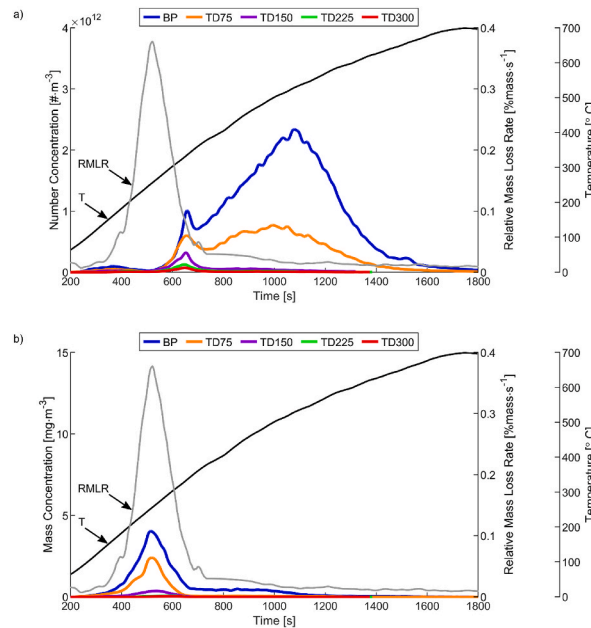 a)
BP TD75 TD150 TD225 TD300
4 ×10¹²
3
2
1
0
Number Concentration [#·m-3]
RMLR
T
0.4
0.3
0.2
0.1
0
Relative Mass Loss Rate [%mass·s-1]
700
600
500
400
300
200
100
0
Temperature [° C]
200 400 600 800 1000 1200 1400 1600 1800
Time [s]
b)
BP TD75 TD150 TD225 TD300
15
10
5
0
Mass Concentration [mg·m-3]
RMLR
T
0.4
0.3
0.2
0.1
0
Relative Mass Loss Rate [%mass·s-1]
700
600
500
400
300
200
100
0
Temperature [° C]
200 400 600 800 1000 1200 1400 1600 1800
Time [s]